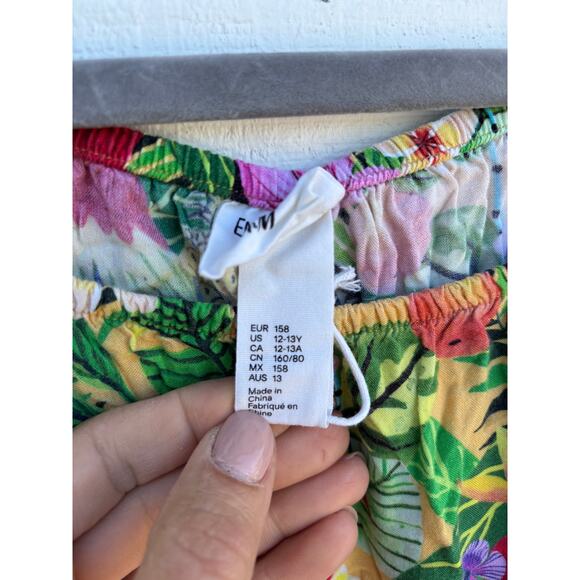 EUR 158
US 12-13Y
CA 12-13A
CN 160/80
MX 158
AUS 13
Made in
China
Fabriqué en
Chine